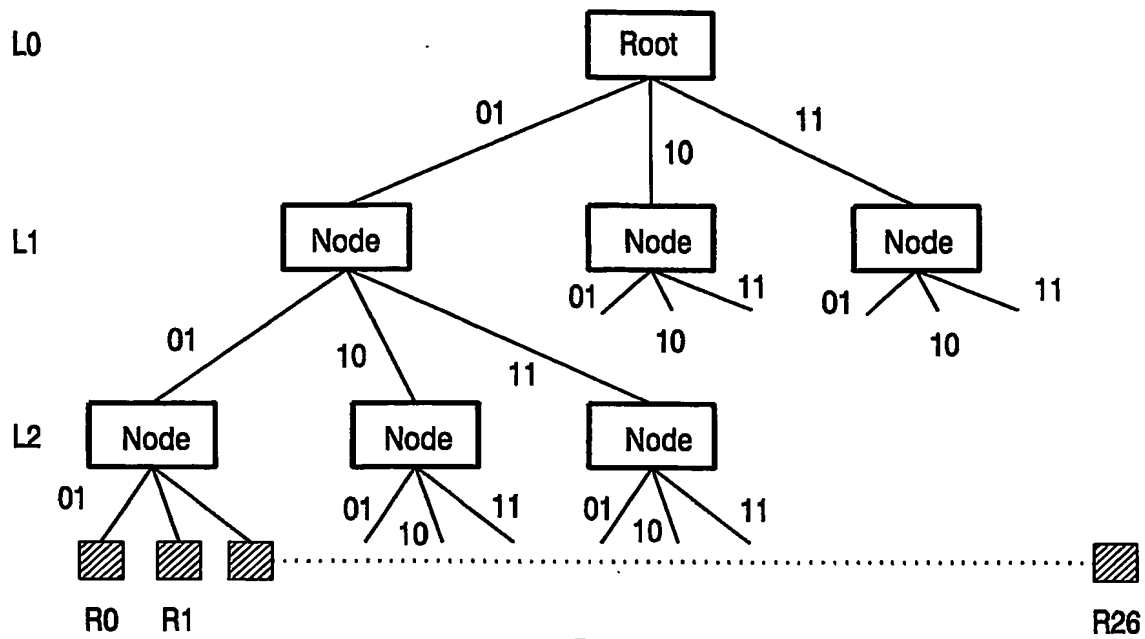 L0 Root
01 10 11
L1 Node Node Node
01 11 01 11
01 10 11 10 10
L2 Node Node Node
01 01 10 11 01 10 11
R0 R1 R26